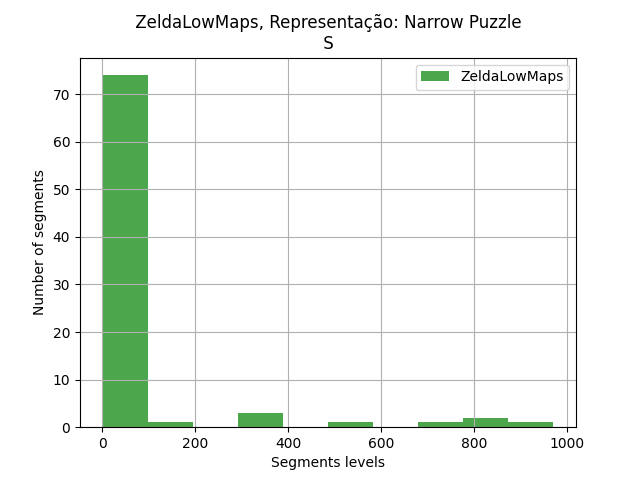 ZeldaLowMaps, Representação: Narrow Puzzle
S
ZeldaLowMaps
Number of segments
70
60
50
40
30
20
10
0
0 200 400 600 800 1000
Segments levels